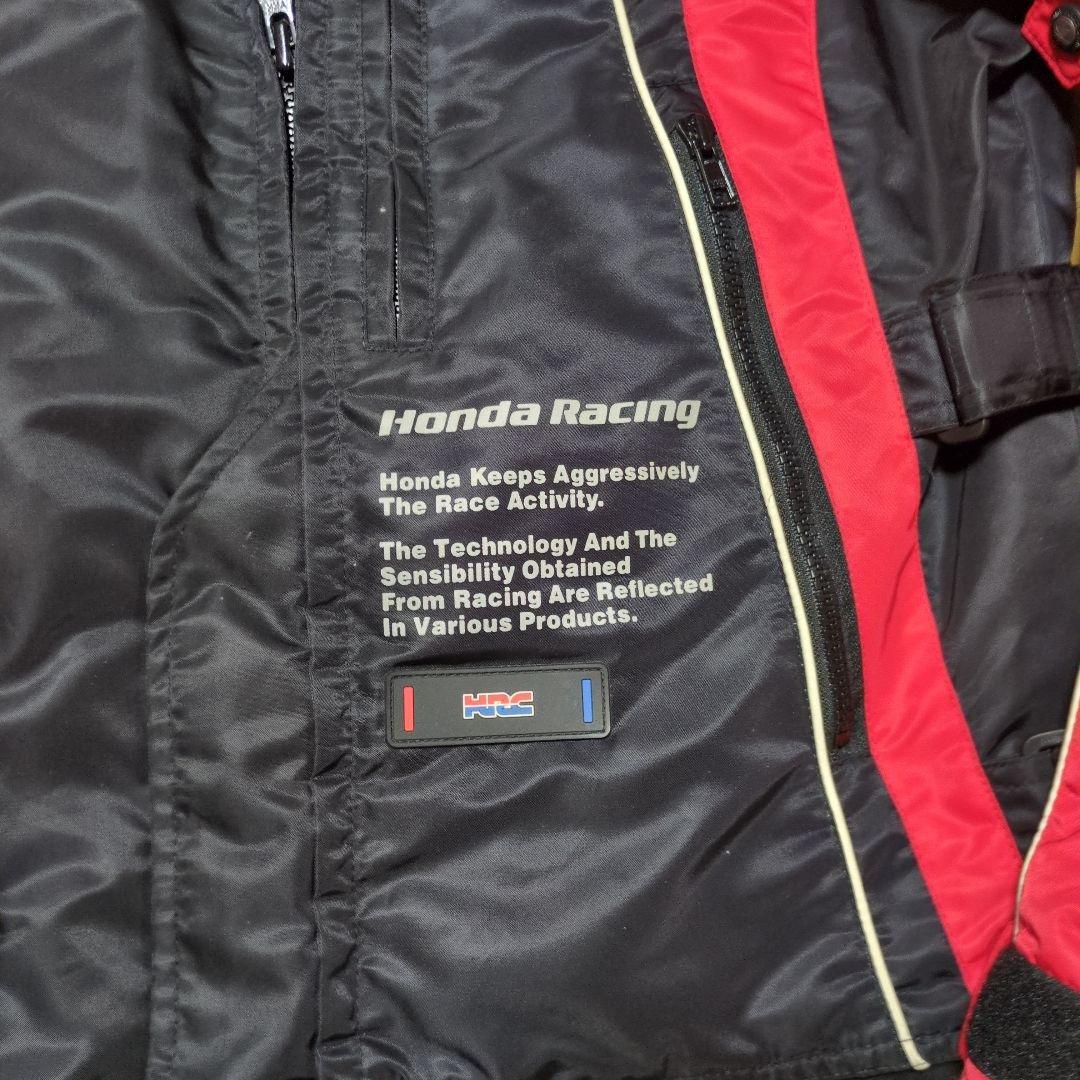 Honda Racing
Honda Keeps Aggressively
The Race Activity.
The Technology And The
Sensibility Obtained
From Racing Are Reflected
In Various Products.
HRC